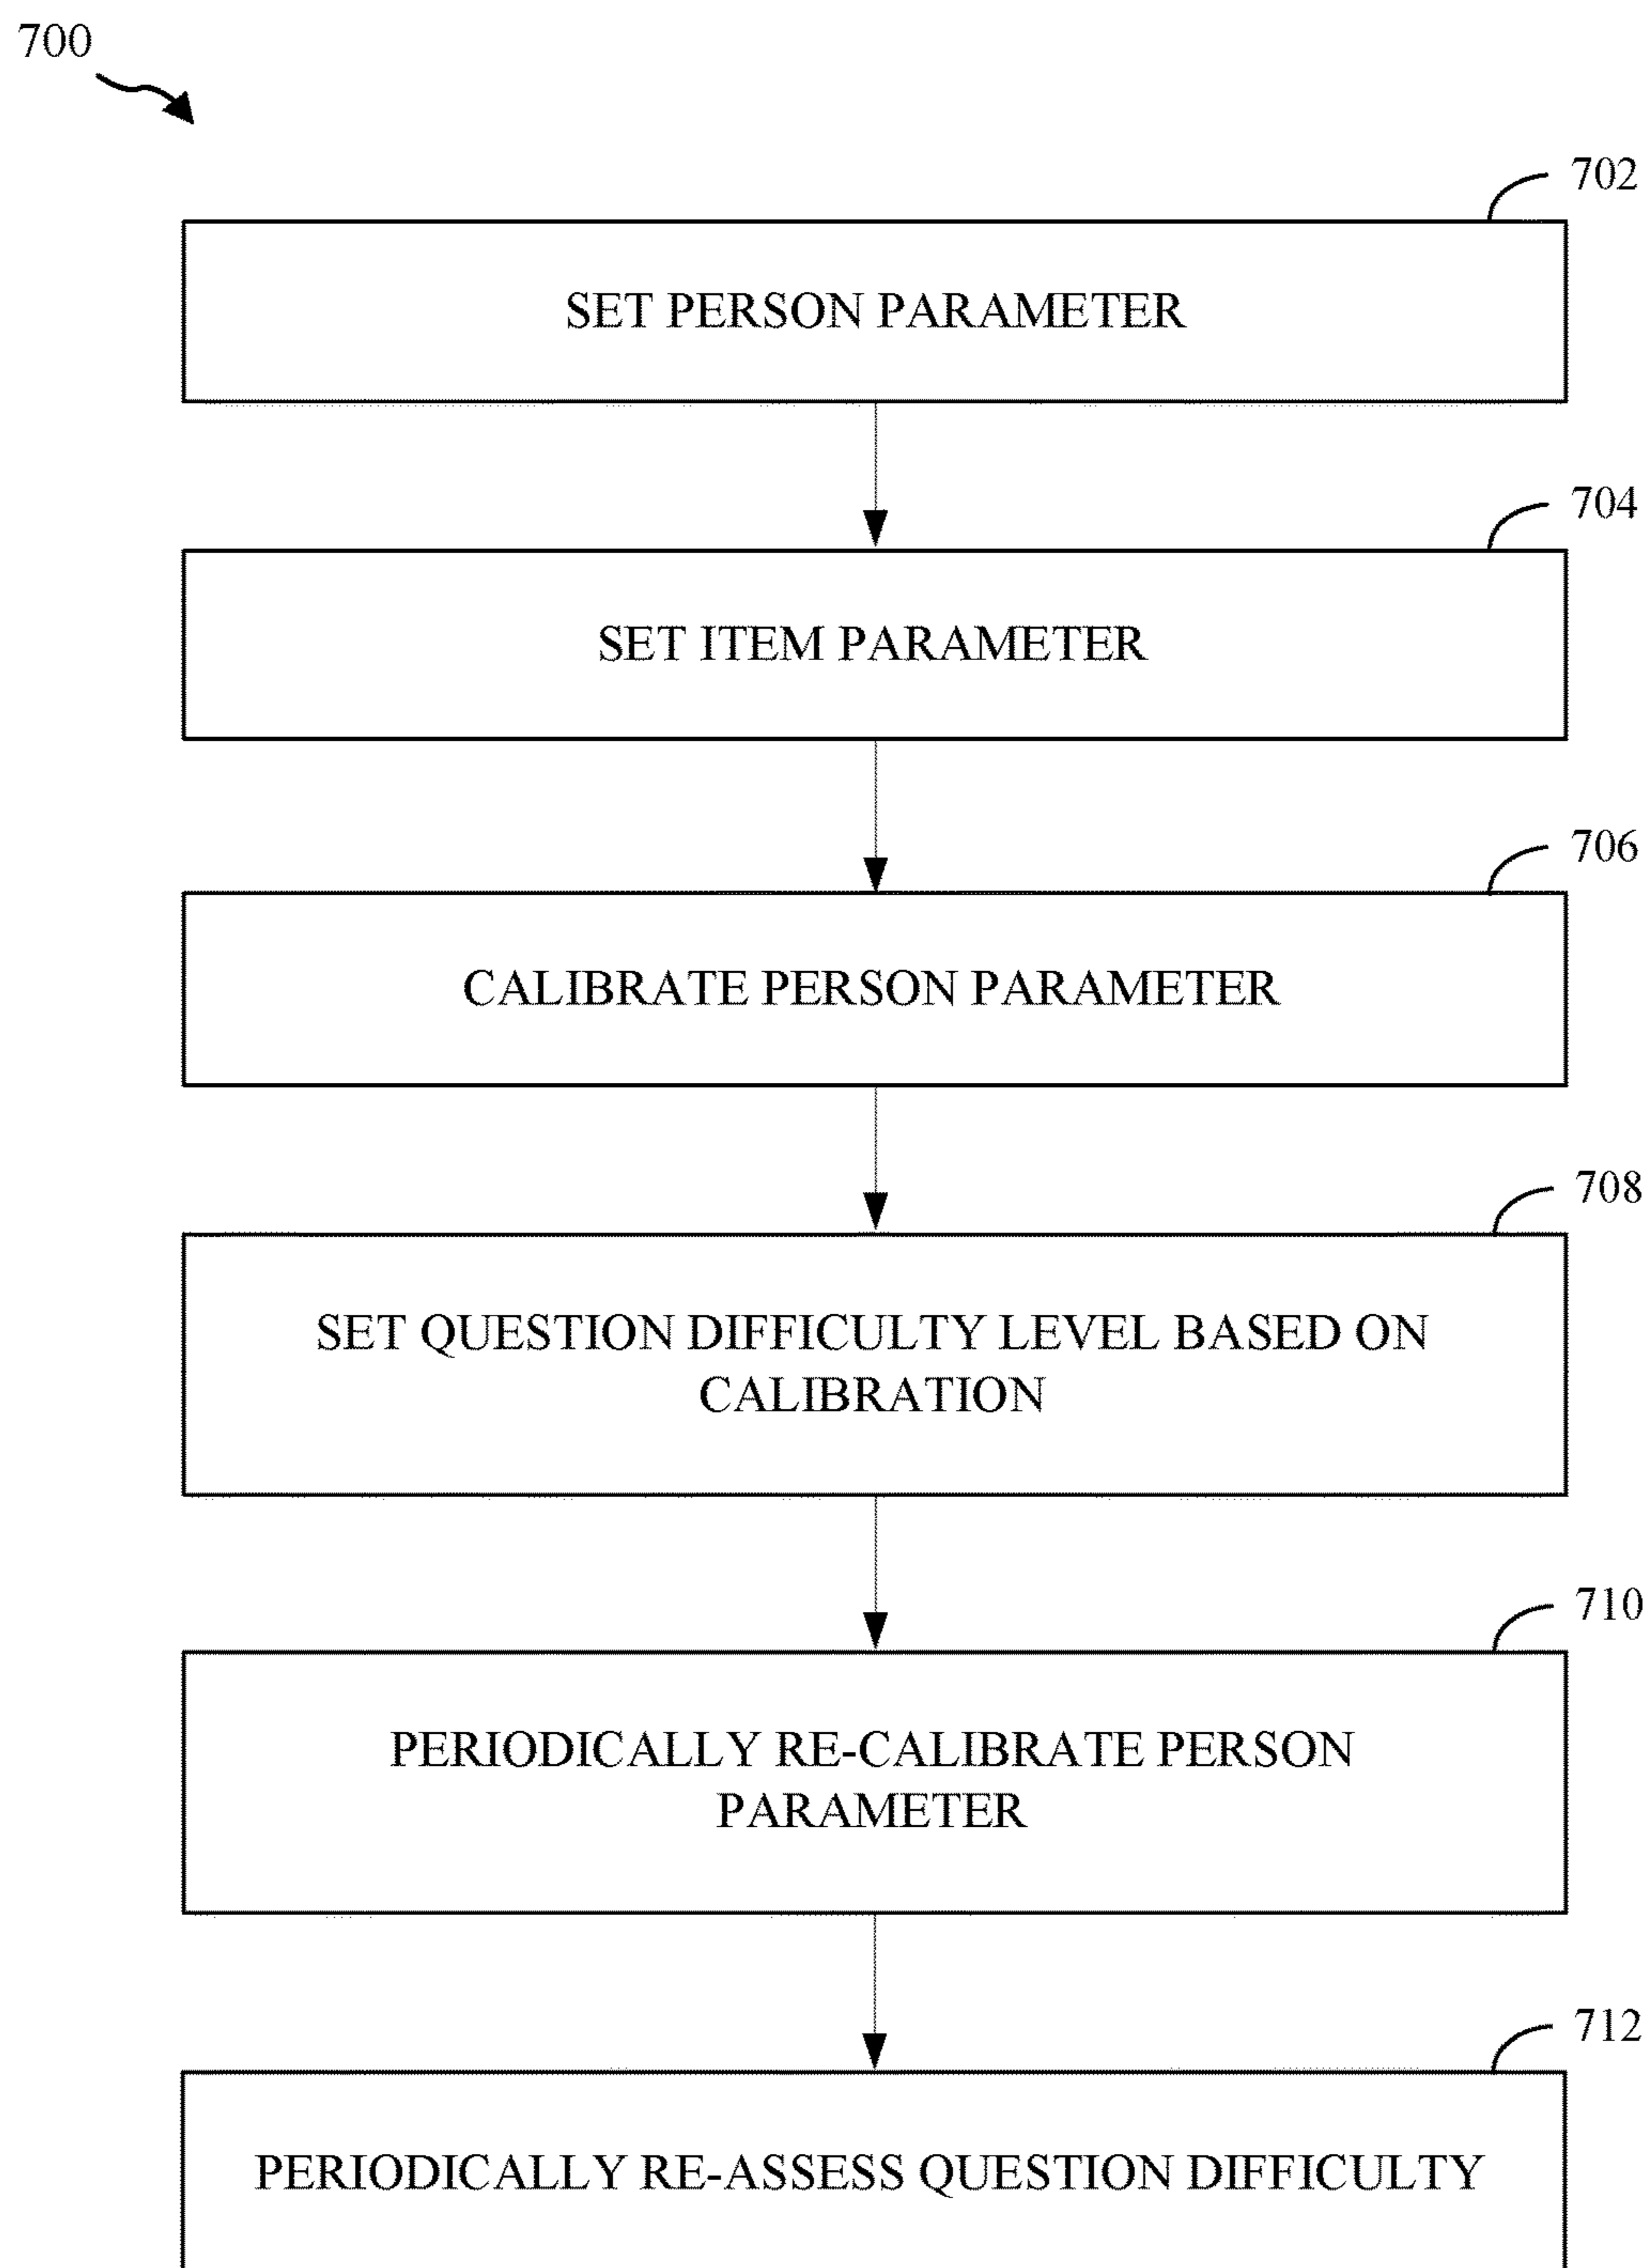 700
702
SET PERSON PARAMETER
704
SET ITEM PARAMETER
706
CALIBRATE PERSON PARAMETER
708
SET QUESTION DIFFICULTY LEVEL BASED ON
CALIBRATION
710
PERIODICALLY RE-CALIBRATE PERSON
PARAMETER
712
PERIODICALLY RE-ASSESS QUESTION DIFFICULTY